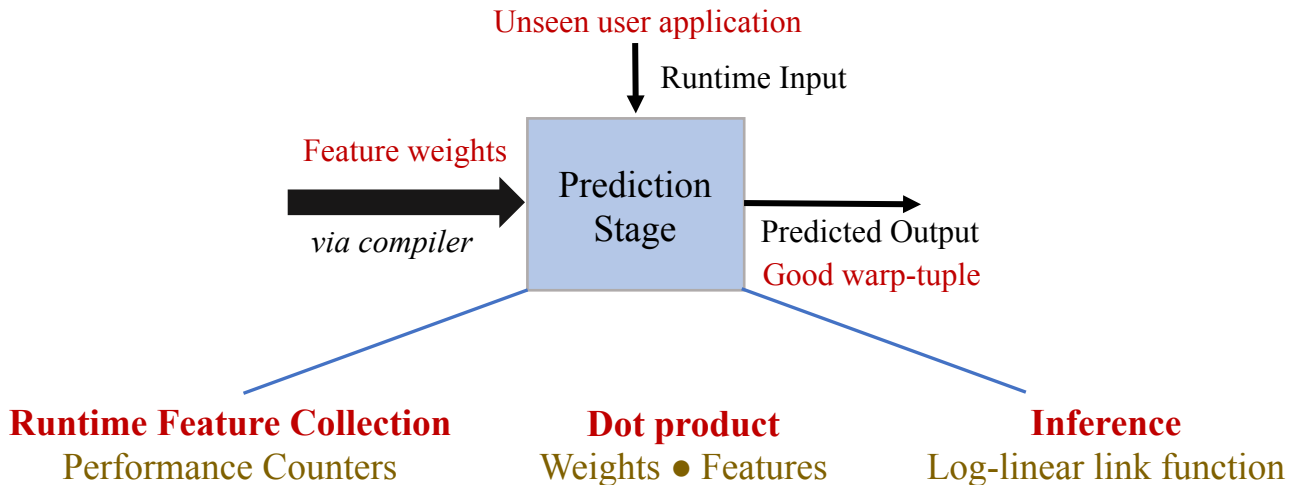 Unseen user application
Runtime Input
Feature weights
via compiler
Prediction
Stage
Predicted Output
Good warp-tuple
Runtime Feature Collection
Performance Counters
Dot product
Weights ● Features
Inference
Log-linear link function